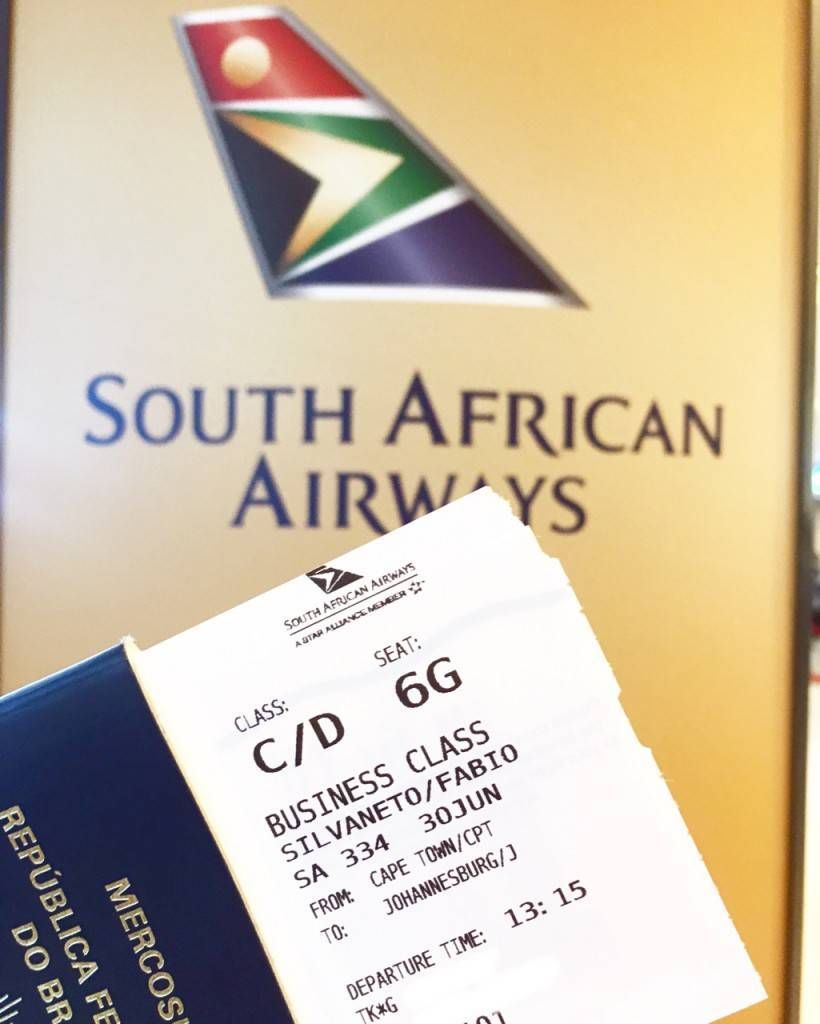 SOUTH AFRICAN
AIRWAYS
SOUTH AFRICAN AIRWAYS
A STAR ALLIANCE MEMBER
CLASS: SEAT:
C/D 6G
BUSINESS CLASS
SILVANETO/FABIO
SA 334 30JUN
FROM: CAPE TOWN/CPT
TO: JOHANNESBURG/J
DEPARTURE TIME: 13:15
TK*G
MERCOSU
REPÚBLICA FE
DO BR